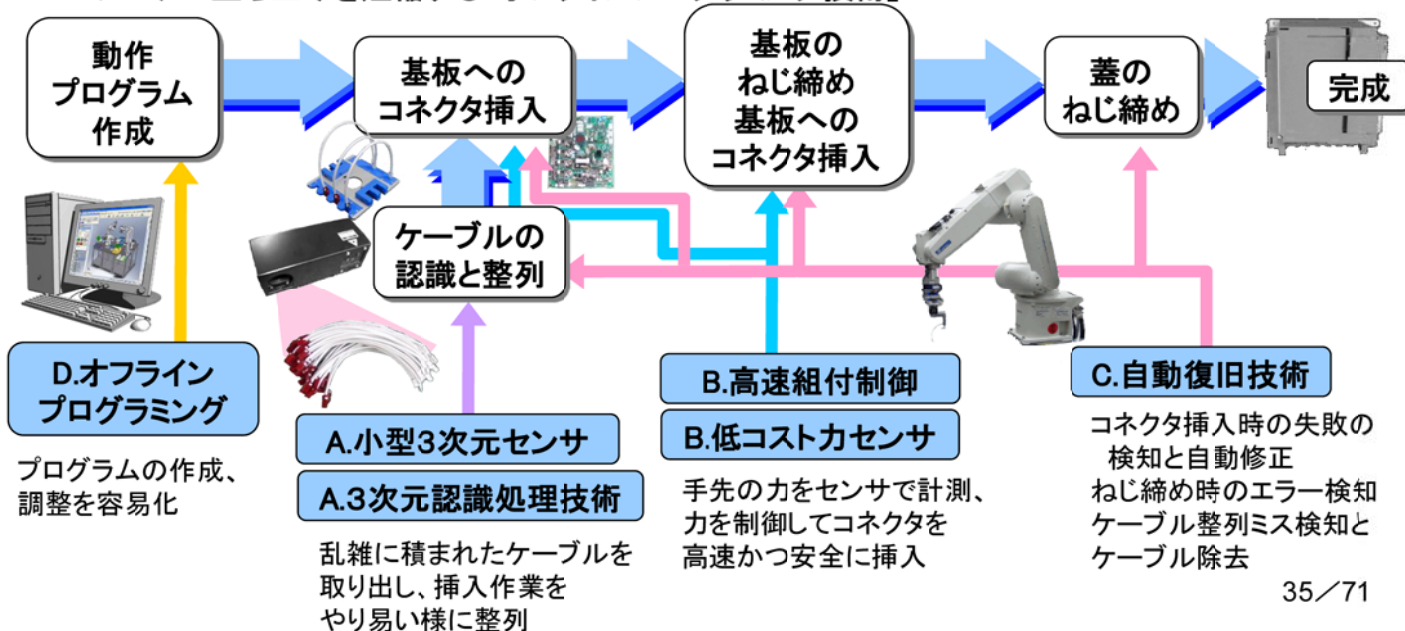 動作
プログラム
作成
基板への
コネクタ挿入
基板の
ねじ締め
基板への
コネクタ挿入
蓋の
ねじ締め
完成
ケーブルの
認識と整列
D.オフライン
プログラミング
プログラムの作成、
調整を容易化
A.小型3次元センサ
A.3次元認識処理技術
乱雑に積まれたケーブルを
取り出し、挿入作業を
やり易い様に整列
B.高速組付制御
B.低コスト力センサ
手先の力をセンサで計測、
力を制御してコネクタを
高速かつ安全に挿入
C.自動復旧技術
コネクタ挿入時の失敗の
検知と自動修正
ねじ締め時のエラー検知
ケーブル整列ミス検知と
ケーブル除去
35／71